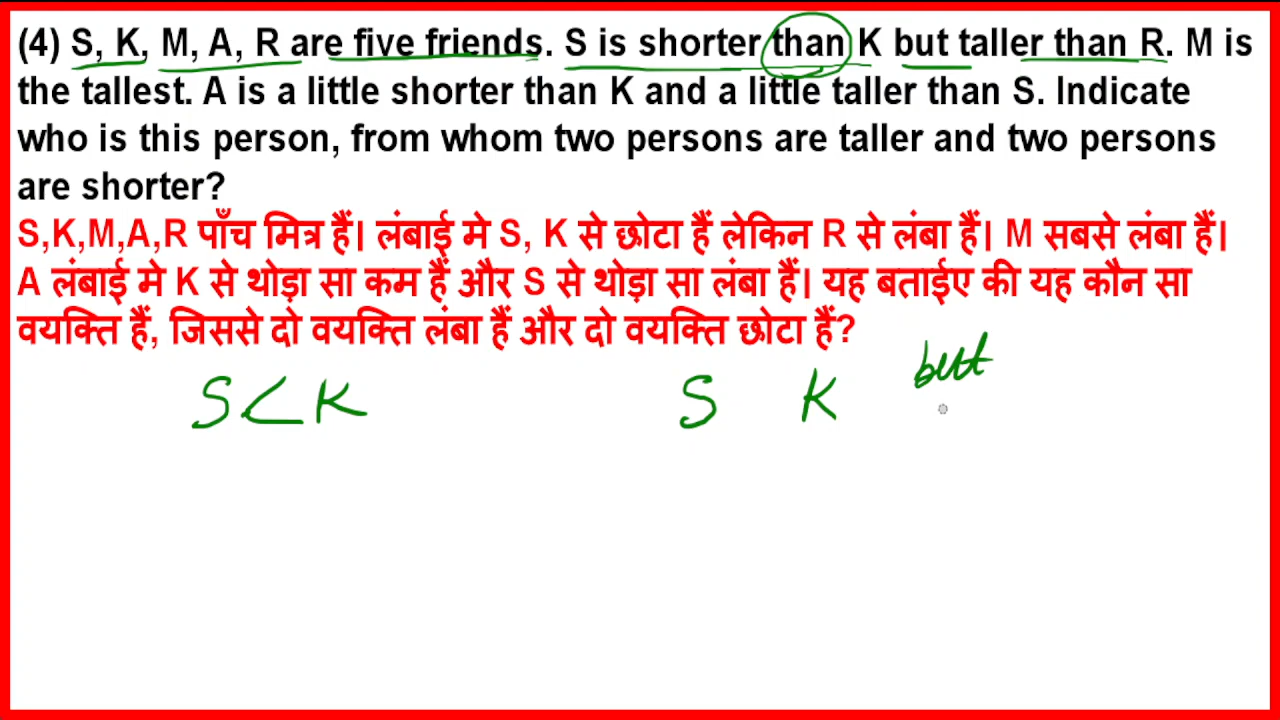 (4) S, K, M, A, R are five friends. S is shorter than K but taller than R. M is
the tallest. A is a little shorter than K and a little taller than S. Indicate
who is this person, from whom two persons are taller and two persons
are shorter?
S,K,M,A,R पाँच मित्र हैं। लंबाई मे S, K से छोटा हैं लेकिन R से लंबा हैं। M सबसे लंबा हैं।
A लंबाई मे K से थोड़ा सा कम हैं और S से थोड़ा सा लंबा हैं। यह बताईए की यह कौन सा
वयक्ति हैं, जिससे दो वयक्ति लंबा हैं और दो वयक्ति छोटा हैं?
but
S < K S K